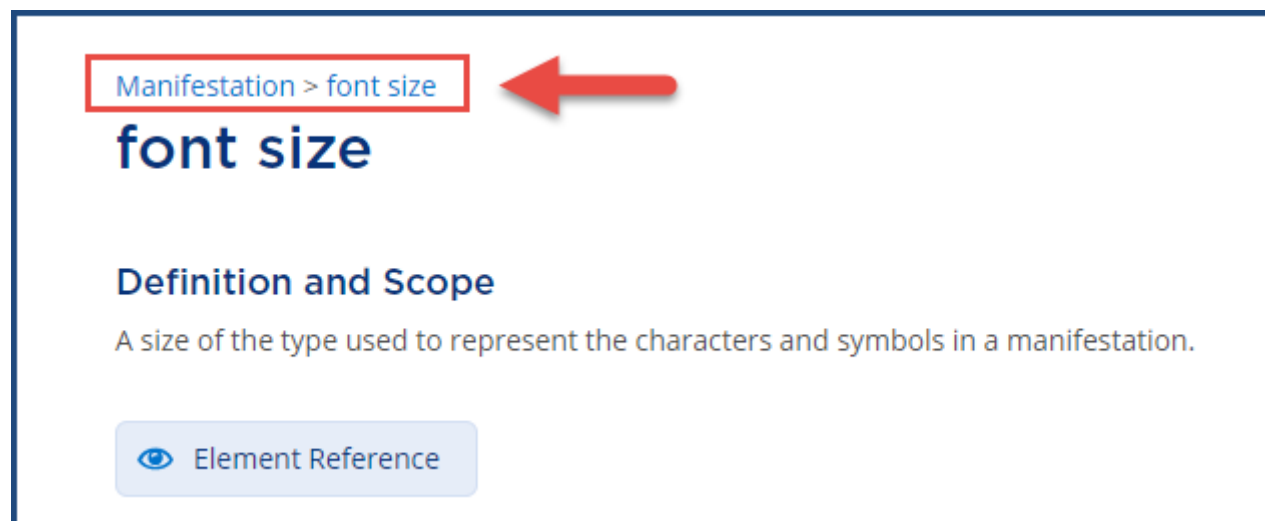 Manifestation > font size
font size
Definition and Scope
A size of the type used to represent the characters and symbols in a manifestation.
Element Reference